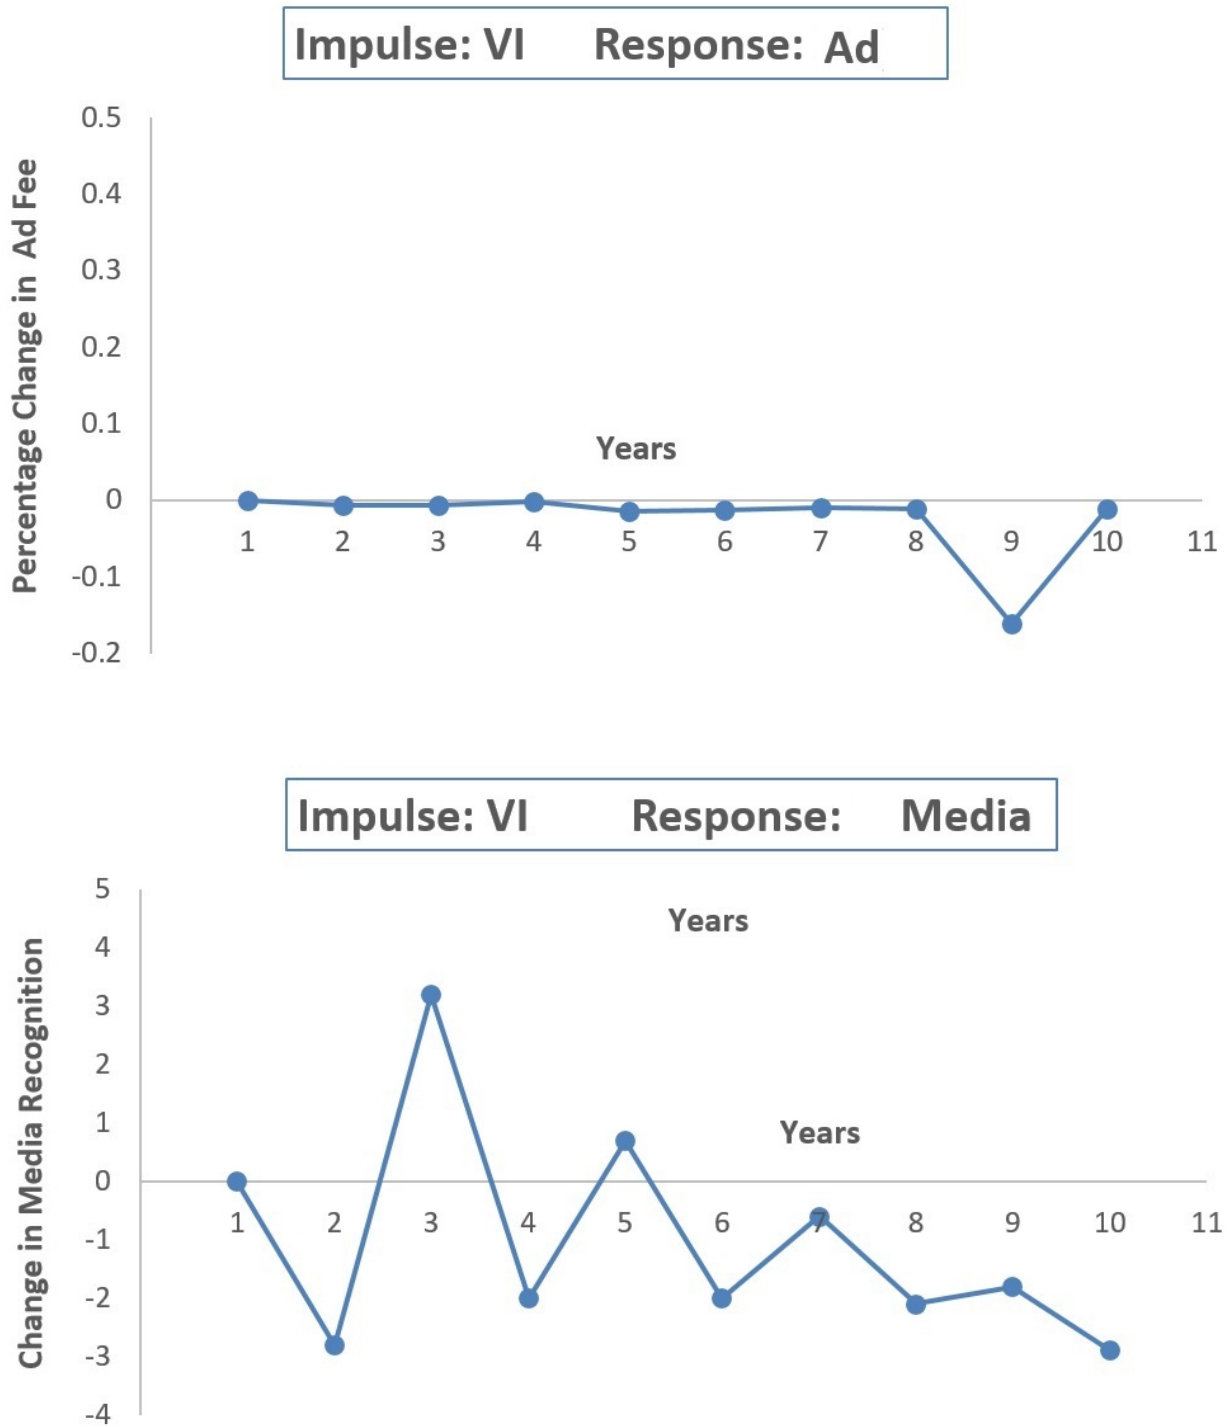 Impulse: VI Response: Ad
Percentage Change in Ad Fee
0.5
0.4
0.3
0.2
0.1
0
-0.1
-0.2
Years
1 2 3 4 5 6 7 8 9 10 11
Impulse: VI Response: Media
Change in Media Recognition
5
4
3
2
1
0
-1
-2
-3
-4
Years
Years
1 2 3 4 5 6 7 8 9 10 11